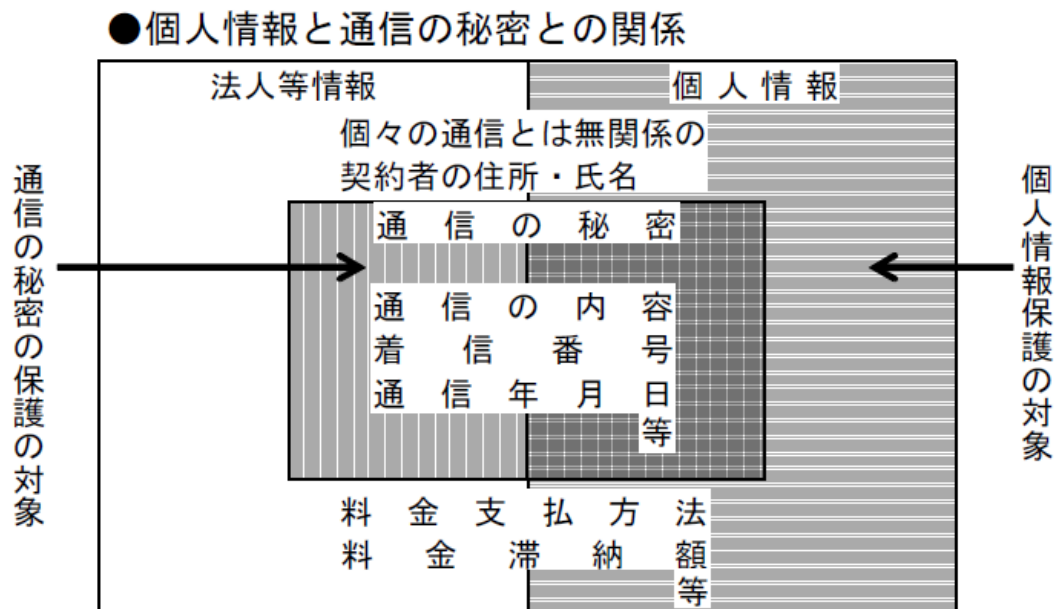 ●個人情報と通信の秘密との関係
法人等情報
個人情報
個々の通信とは無関係の
契約者の住所・氏名
通信の秘密の保護の対象
通信の秘密
通信の内容
着信番号
通信年月日
等
個人情報保護の対象
料金支払方法
料金滞納額
等